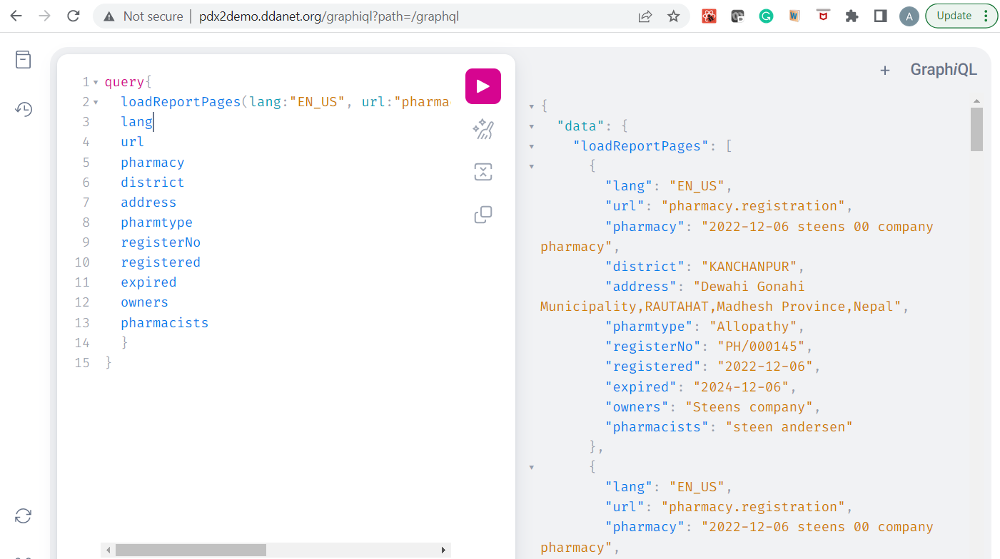 Not secure | pdx2demo.ddanet.org/graphiql?path=/graphql
A
Update
GraphiQL
1 query{
2 loadReportPages(lang:"EN_US", url:"pharma
3 lang
4 url
5 pharmacy
6 district
7 address
8 pharmtype
9 registerNo
10 registered
11 expired
12 owners
13 pharmacists
14 }
15 }
{
"data": {
"loadReportPages": [
{
"lang": "EN_US",
"url": "pharmacy.registration",
"pharmacy": "2022-12-06 steens 00 company
pharmacy",
"district": "KANCHANPUR",
"address": "Dewahi Gonahi
Municipality,RAUTAHAT,Madhesh Province,Nepal",
"pharmtype": "Allopathy",
"registerNo": "PH/000145",
"registered": "2022-12-06",
"expired": "2024-12-06",
"owners": "Steens company",
"pharmacists": "steen andersen"
},
{
"lang": "EN_US",
"url": "pharmacy.registration",
"pharmacy": "2022-12-06 steens 00 company
pharmacy",